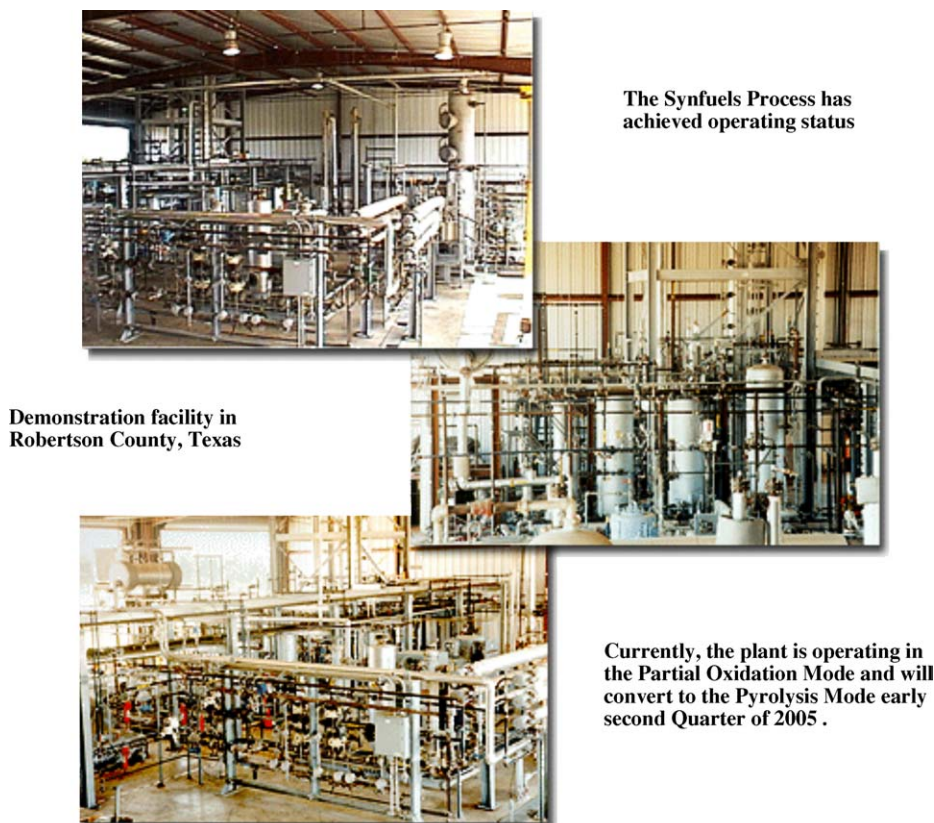 The Synfuels Process has
achieved operating status
Demonstration facility in
Robertson County, Texas
Currently, the plant is operating in
the Partial Oxidation Mode and will
convert to the Pyrolysis Mode early
second Quarter of 2005 .